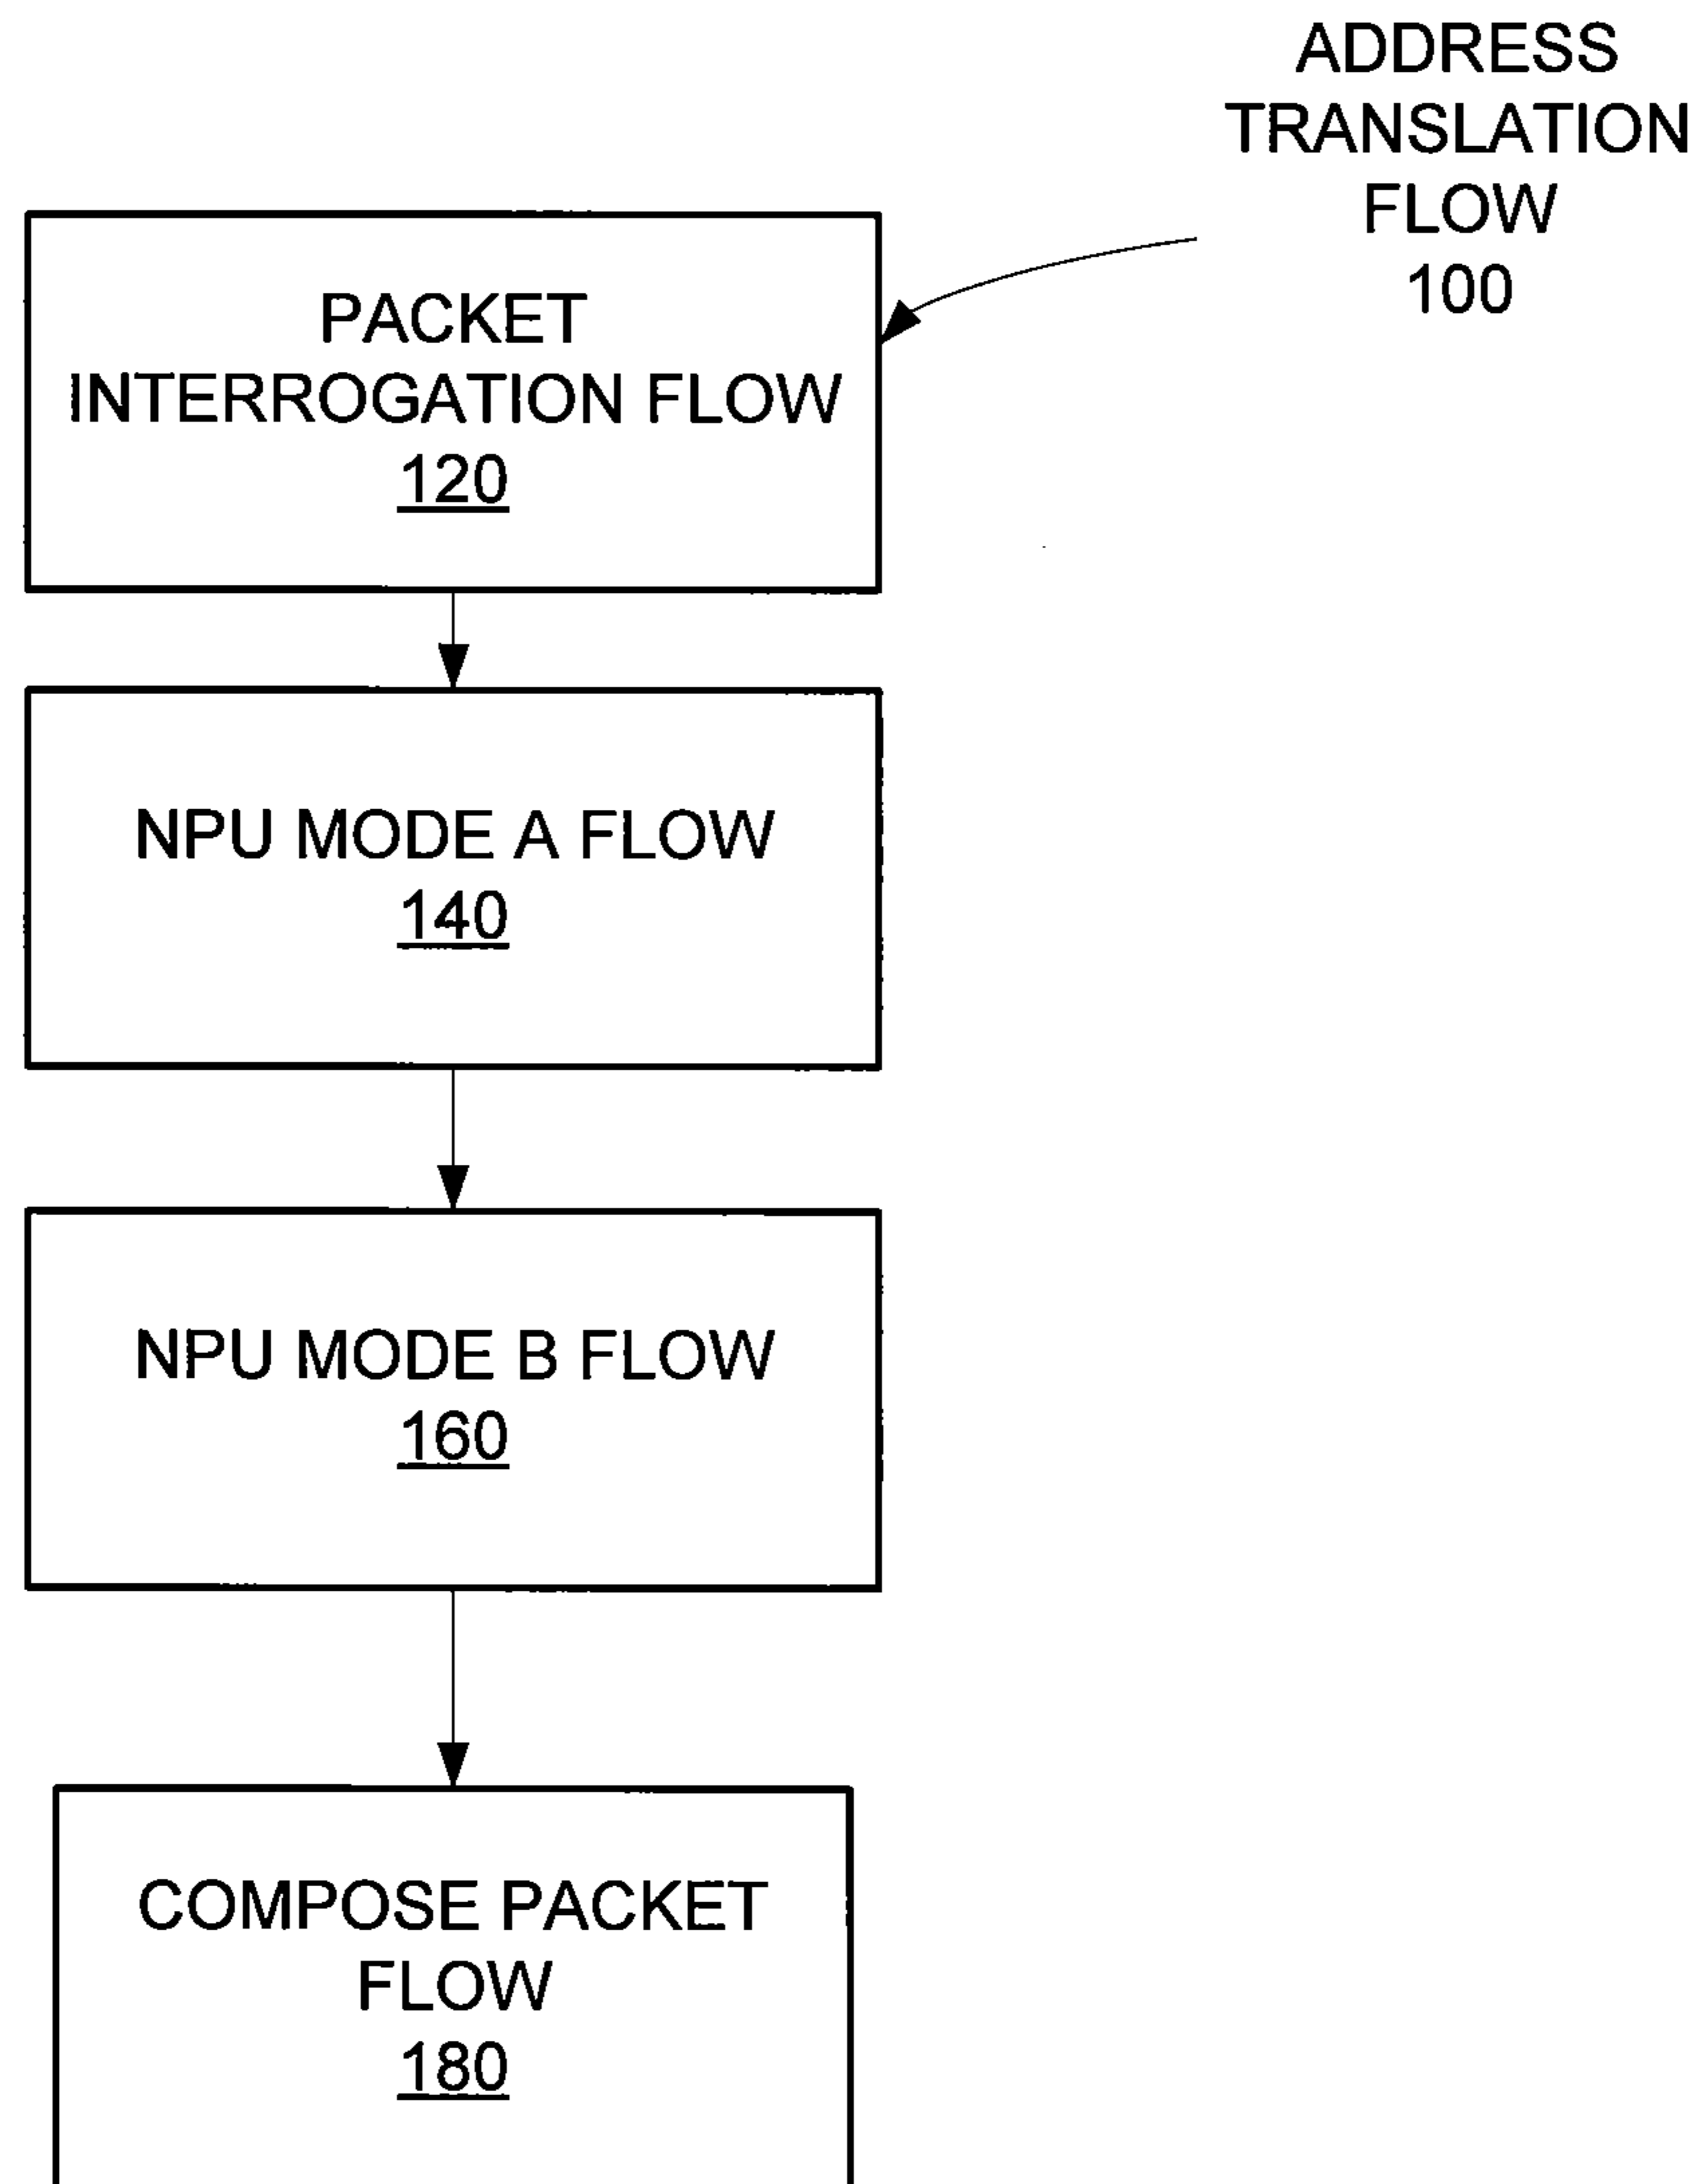 ADDRESS
TRANSLATION
FLOW
100
PACKET
INTERROGATION FLOW
120
NPU MODE A FLOW
140
NPU MODE B FLOW
160
COMPOSE PACKET
FLOW
180